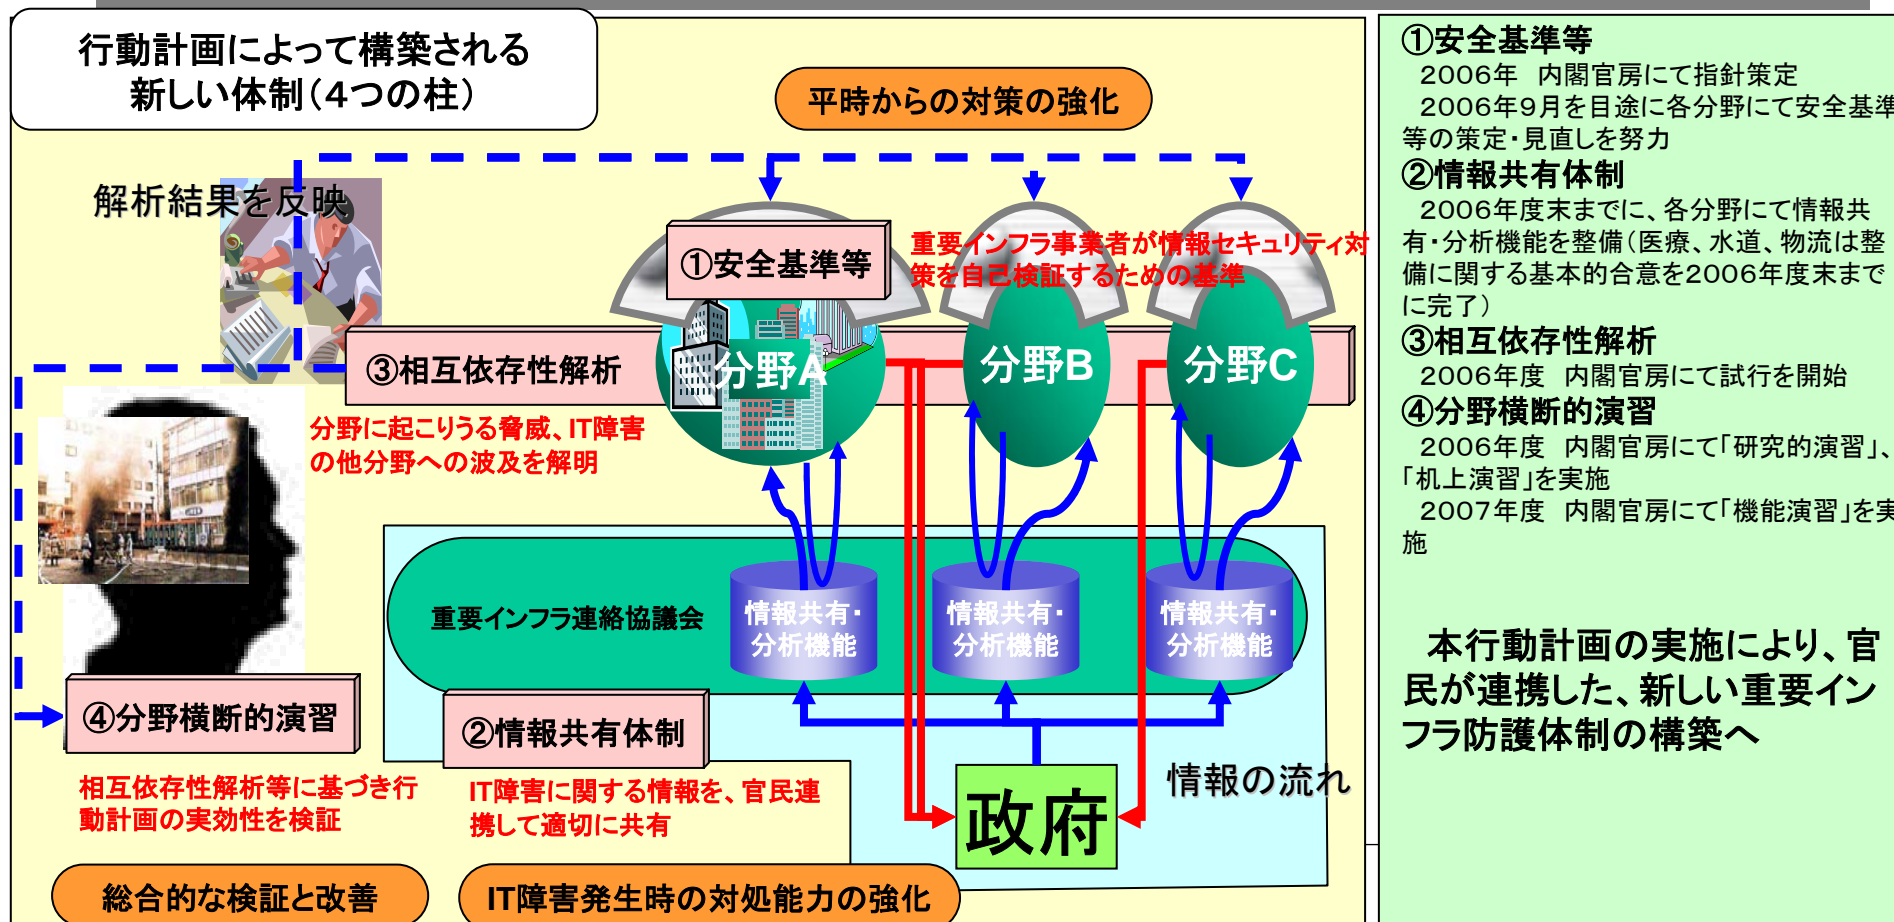 行動計画によって構築される
新しい体制（４つの柱）
平時からの対策の強化
解析結果を反映
①安全基準等
重要インフラ事業者が情報セキュリティ対
策を自己検証するための基準
③相互依存性解析
分野A
分野B
分野C
分野に起こりうる脅威、IT障害
の他分野への波及を解明
重要インフラ連絡協議会
情報共有・
分析機能
情報共有・
分析機能
情報共有・
分析機能
④分野横断的演習
②情報共有体制
相互依存性解析等に基づき行
動計画の実効性を検証
IT障害に関する情報を、官民連
携して適切に共有
政府
情報の流れ
総合的な検証と改善
IT障害発生時の対処能力の強化
①安全基準等
２００６年　内閣官房にて指針策定
２００６年９月を目途に各分野にて安全基準
等の策定・見直しを努力
②情報共有体制
２００６年度末までに、各分野にて情報共
有・分析機能を整備（医療、水道、物流は整
備に関する基本的合意を２００６年度末まで
に完了）
③相互依存性解析
２００６年度　内閣官房にて試行を開始
④分野横断的演習
２００６年度　内閣官房にて「研究的演習」、
「机上演習」を実施
２００７年度　内閣官房にて「機能演習」を実
施
本行動計画の実施により、官
民が連携した、新しい重要イン
フラ防護体制の構築へ